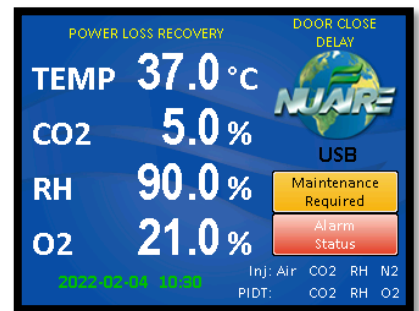 POWER LOSS RECOVERY
DOOR CLOSE
DELAY
TEMP 37.0 °C
NUAIRE
CO2 5.0 %
USB
RH 90.0 %
Maintenance
Required
O2 21.0 %
Alarm
Status
2022-02-04 10:30
Inj: Air CO2 RH N2
PIDT: CO2 RH O2